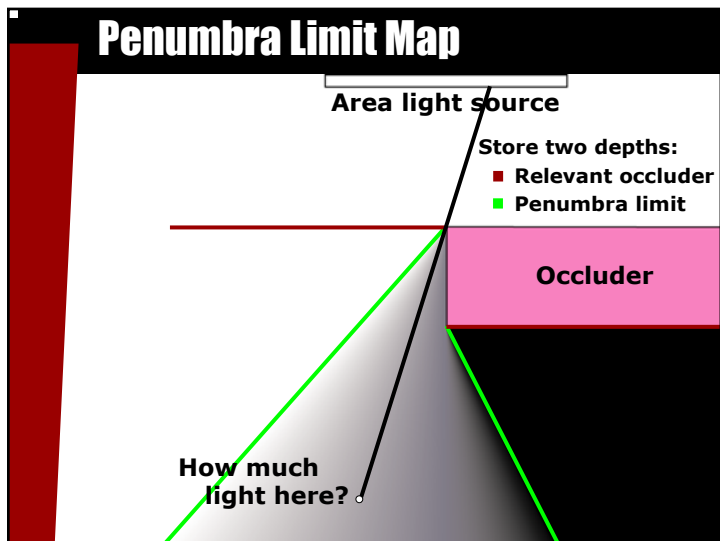 Penumbra Limit Map
Area light source
Store two depths:
Relevant occluder
Penumbra limit
Occluder
How much
light here?